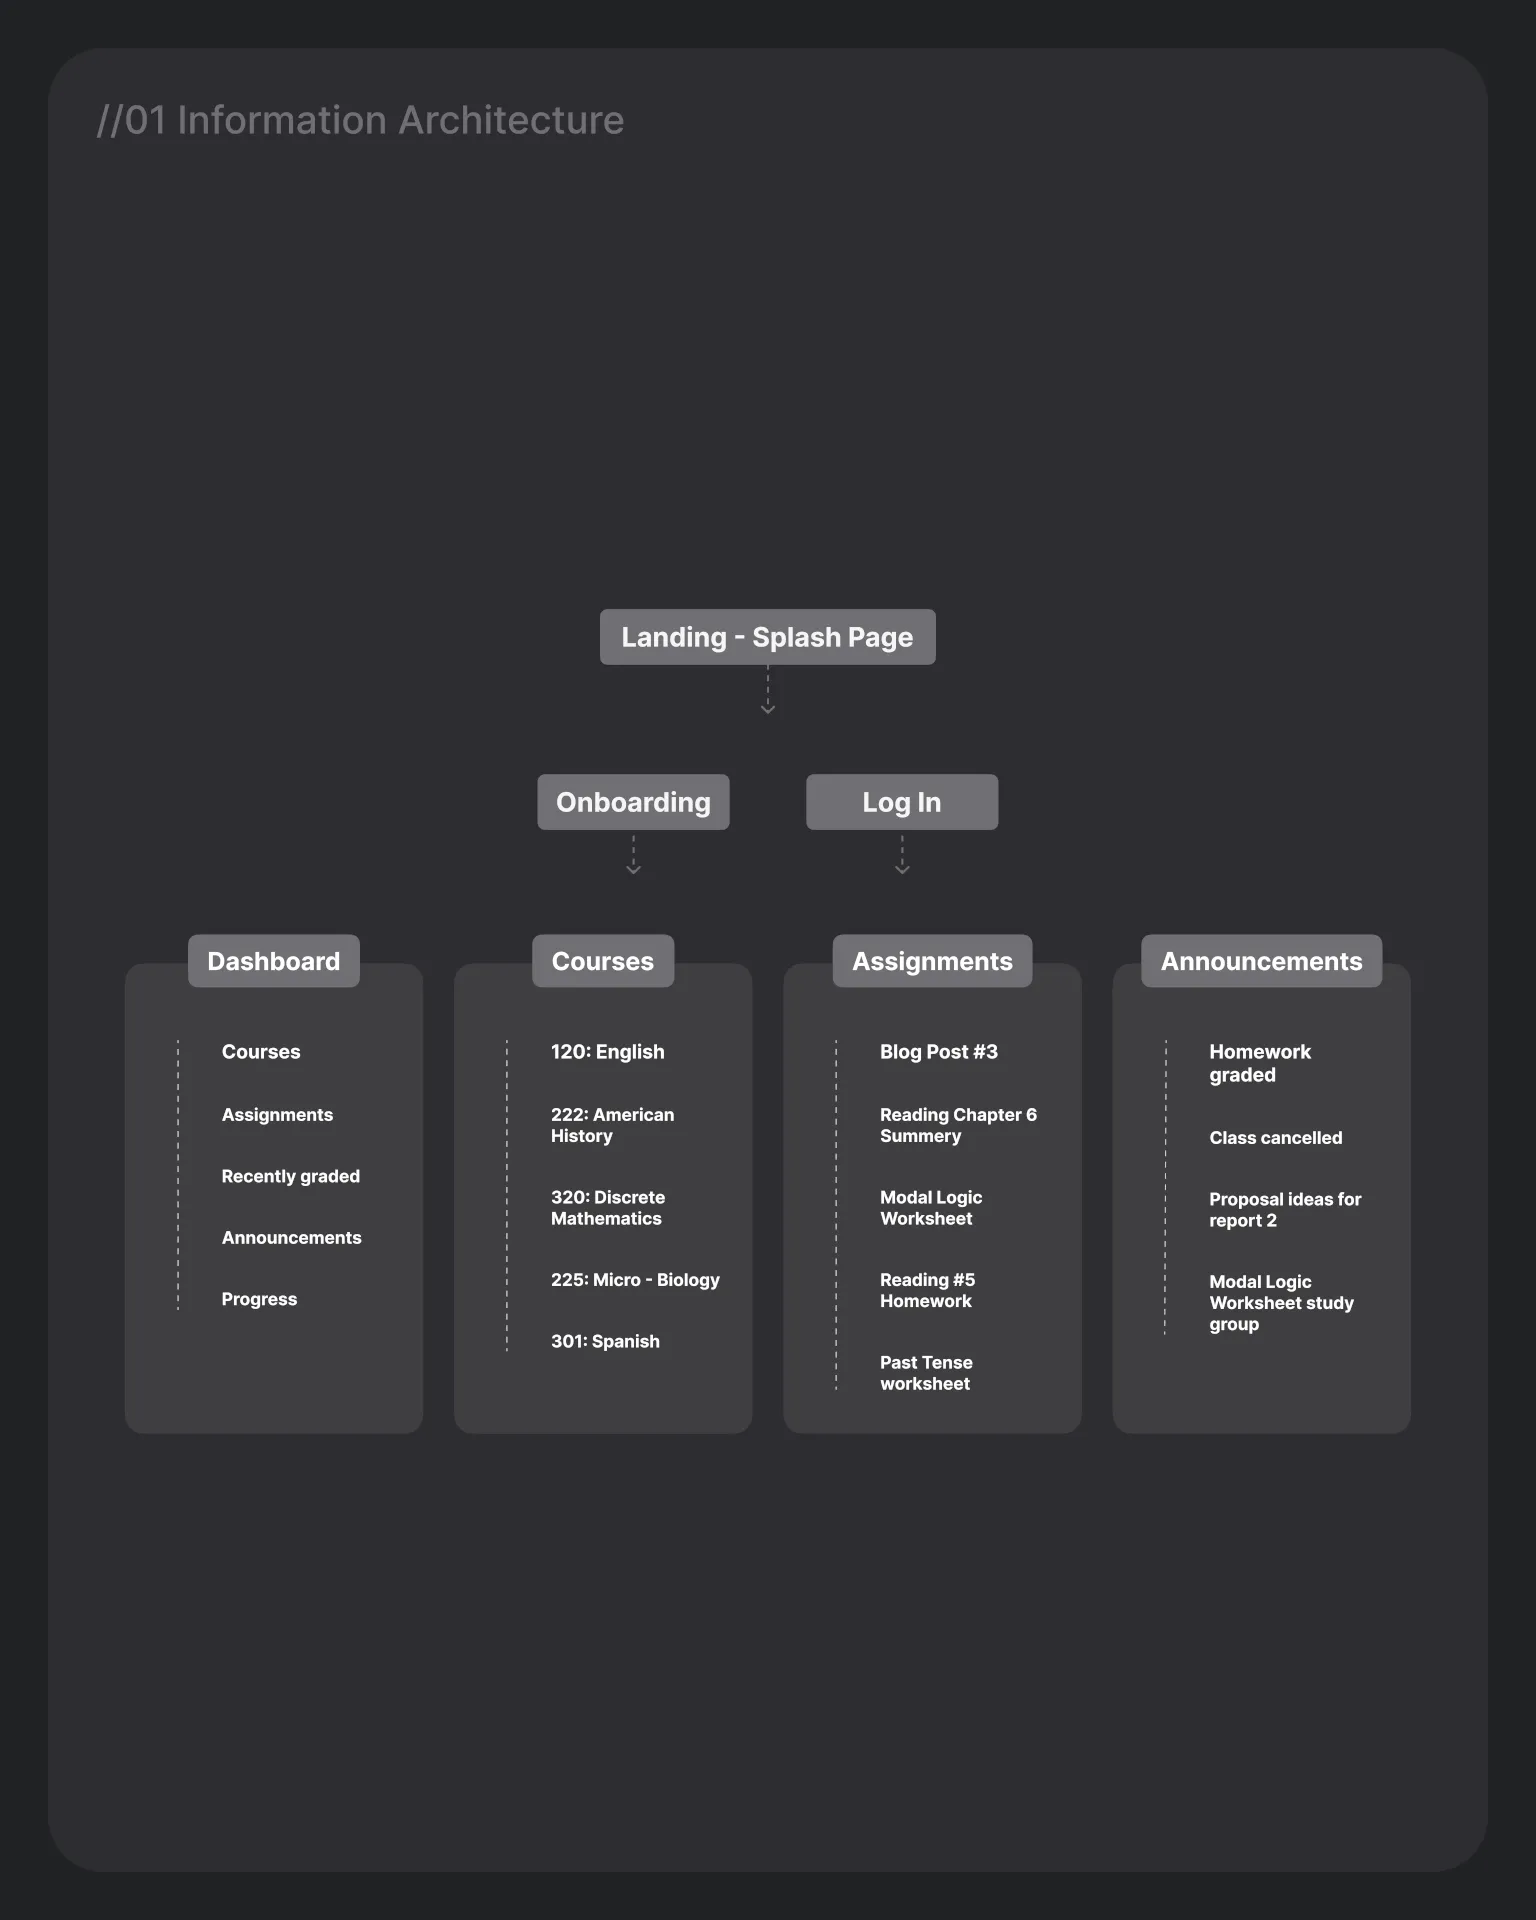 //01 Information Architecture
Landing - Splash Page
Onboarding
Log In
Dashboard
Courses
Assignments
Recently graded
Announcements
Progress
Courses
120: English
222: American
History
320: Discrete
Mathematics
225: Micro - Biology
301: Spanish
Assignments
Blog Post #3
Reading Chapter 6
Summery
Modal Logic
Worksheet
Reading #5
Homework
Past Tense
worksheet
Announcements
Homework
graded
Class cancelled
Proposal ideas for
report 2
Modal Logic
Worksheet study
group